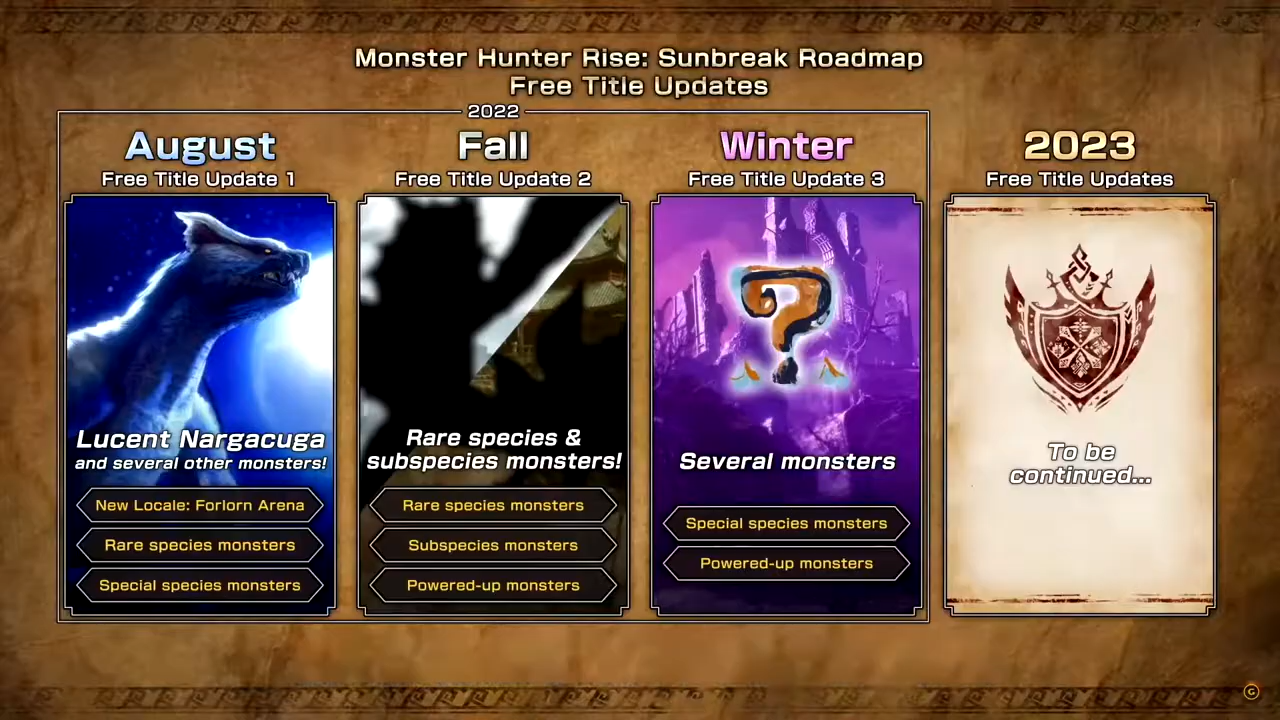 Monster Hunter Rise: Sunbreak Roadmap
Free Title Updates
2022
August
Free Title Update 1
Lucent Nargacuga
and several other monsters!
New Locale: Forlorn Arena
Rare species monsters
Special species monsters
Fall
Free Title Update 2
Rare species &
subspecies monsters!
Rare species monsters
Subspecies monsters
Powered-up monsters
Winter
Free Title Update 3
?
Several monsters
Special species monsters
Powered-up monsters
2023
Free Title Updates
To be
continued...
G